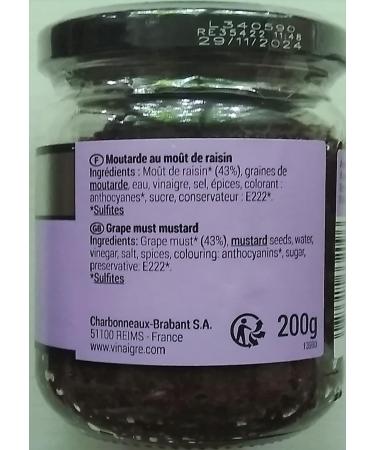 L 340590
RE35422 11:48
29/11/2024
F Moutarde au moût de raisin
Ingrédients : Moût de raisin* (43%), graines de
moutarde, eau, vinaigre, sel, épices, colorant :
anthocyanes*, sucre, conservateur : E222*.
*Sulfites
GB Grape must mustard
Ingredients: Grape must* (43%), mustard seeds, water,
vinegar, salt, spices, colouring: anthocyanins*, sugar,
preservative: E222*.
*Sulfites
Charbonneaux-Brabant S.A.
51100 REIMS - France
www.vinaigre.com
200g